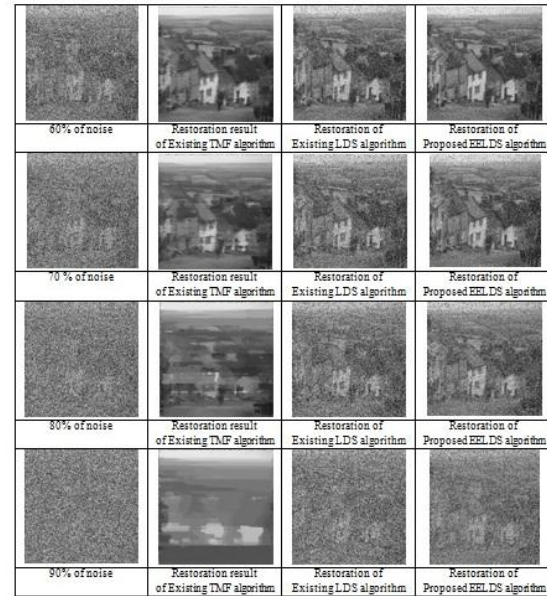 60% of noise
Restoration result
of Existing TMF algorithm
Restoration of
Existing LDS algorithm
Restoration of
Proposed EELDS algorithm
70 % of noise
Restoration result
of Existing TMF algorithm
Restoration of
Existing LDS algorithm
Restoration of
Proposed EELDS algorithm
80% of noise
Restoration result
of Existing TMF algorithm
Restoration of
Existing LDS algorithm
Restoration of
Proposed EELDS algorithm
90% of noise
Restoration result
of Existing TMF algorithm
Restoration of
Existing LDS algorithm
Restoration of
Proposed EELDS algorithm